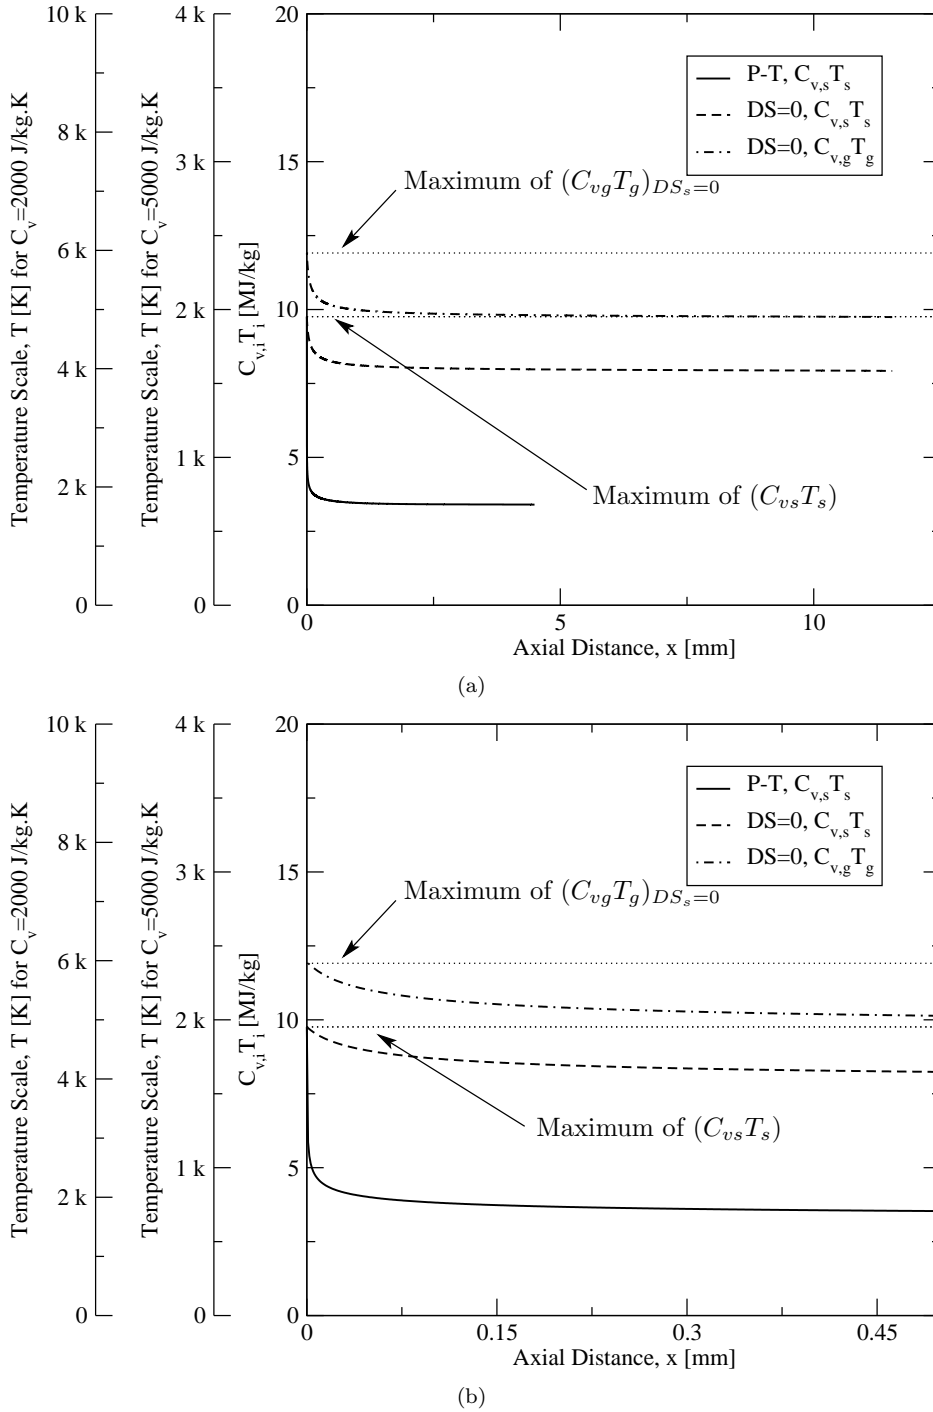 Temperature Scale, T [K] for C_v=2000 J/kg.K
10 k
8 k
6 k
4 k
2 k
0
Temperature Scale, T [K] for C_v=5000 J/kg.K
4 k
3 k
2 k
1 k
0
C_{v,i}T_i [MJ/kg]
20
15
10
5
0
P-T, C_{v,s}T_s
DS=0, C_{v,s}T_s
DS=0, C_{v,g}T_g
Maximum of (C_{vg}T_g)_{DS_s=0}
Maximum of (C_{vs}T_s)
0 5 10
Axial Distance, x [mm]
(a)
Temperature Scale, T [K] for C_v=2000 J/kg.K
10 k
8 k
6 k
4 k
2 k
0
Temperature Scale, T [K] for C_v=5000 J/kg.K
4 k
3 k
2 k
1 k
0
C_{v,i}T_i [MJ/kg]
20
15
10
5
0
P-T, C_{v,s}T_s
DS=0, C_{v,s}T_s
DS=0, C_{v,g}T_g
Maximum of (C_{vg}T_g)_{DS_s=0}
Maximum of (C_{vs}T_s)
0 0.15 0.3 0.45
Axial Distance, x [mm]
(b)